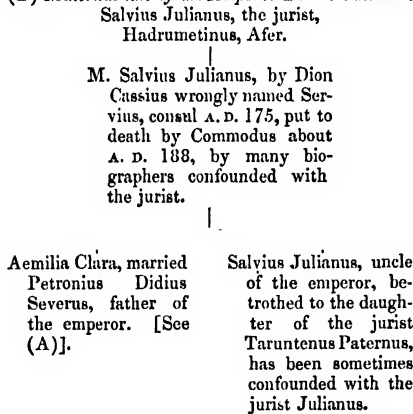 Salvius Julianus, the jurist,
Hadrumetinus, Afer.
M. Salvius Julianus, by Dion
Cassius wrongly named Ser-
vius, consul A. D. 175, put to
death by Commodus about
A. D. 188, by many bio-
graphers confounded with
the jurist.
Aemilia Clara, married
Petronius Didius
Severus, father of
the emperor. [See
(A)].
Salvius Julianus, uncle
of the emperor, be-
trothed to the daugh-
ter of the jurist
Taruntenus Paternus,
has been sometimes
confounded with the
jurist Julianus.